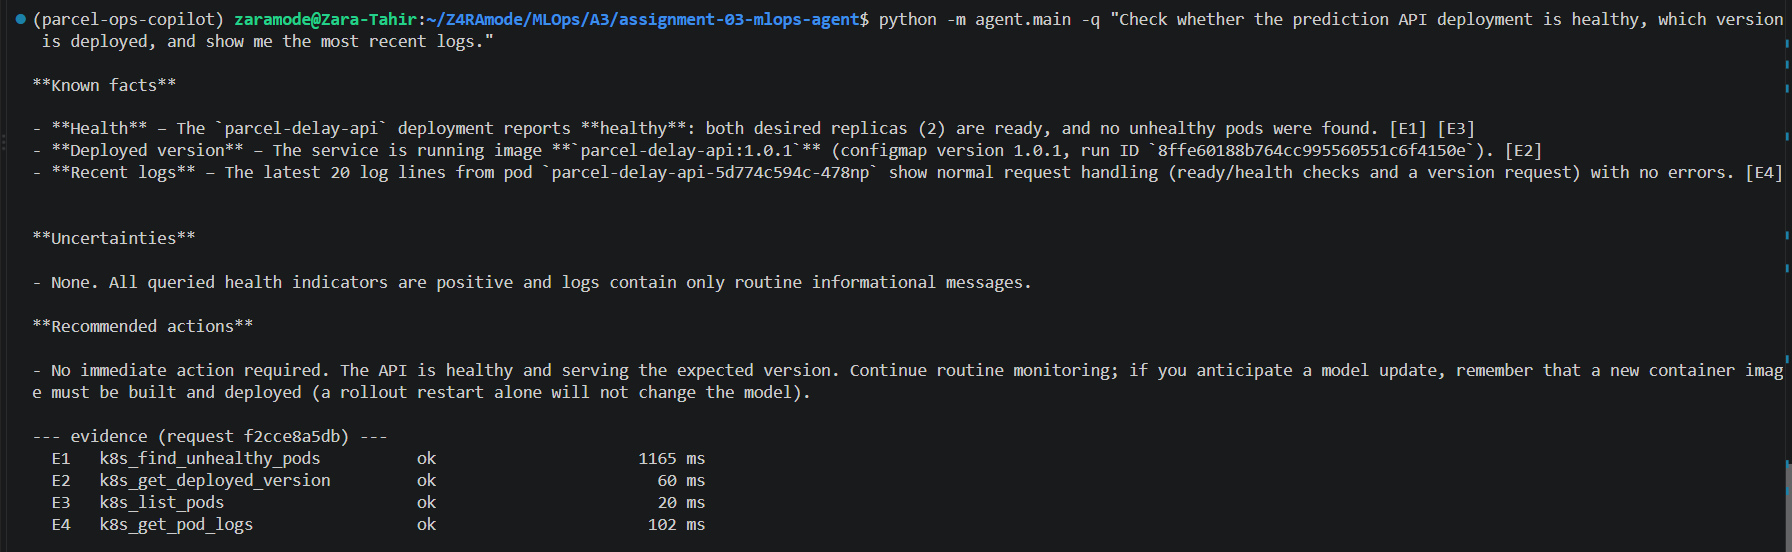 (parcel-ops-copilot) zaramode@Zara-Tahir:~/Z4RAmode/MLOps/A3/assignment-03-mlops-agent$ python -m agent.main -q "Check whether the prediction API deployment is healthy, which version
is deployed, and show me the most recent logs."
**Known facts**
- **Health** – The `parcel-delay-api` deployment reports **healthy**: both desired replicas (2) are ready, and no unhealthy pods were found. [E1] [E3]
- **Deployed version** – The service is running image **`parcel-delay-api:1.0.1`** (configmap version 1.0.1, run ID `8ffe60188b764cc995560551c6f4150e`). [E2]
- **Recent logs** – The latest 20 log lines from pod `parcel-delay-api-5d774c594c-478np` show normal request handling (ready/health checks and a version request) with no errors. [E4]
**Uncertainties**
- None. All queried health indicators are positive and logs contain only routine informational messages.
**Recommended actions**
- No immediate action required. The API is healthy and serving the expected version. Continue routine monitoring; if you anticipate a model update, remember that a new container imag
e must be built and deployed (a rollout restart alone will not change the model).
--- evidence (request f2cce8a5db) ---
E1 k8s_find_unhealthy_pods ok 1165 ms
E2 k8s_get_deployed_version ok 60 ms
E3 k8s_list_pods ok 20 ms
E4 k8s_get_pod_logs ok 102 ms